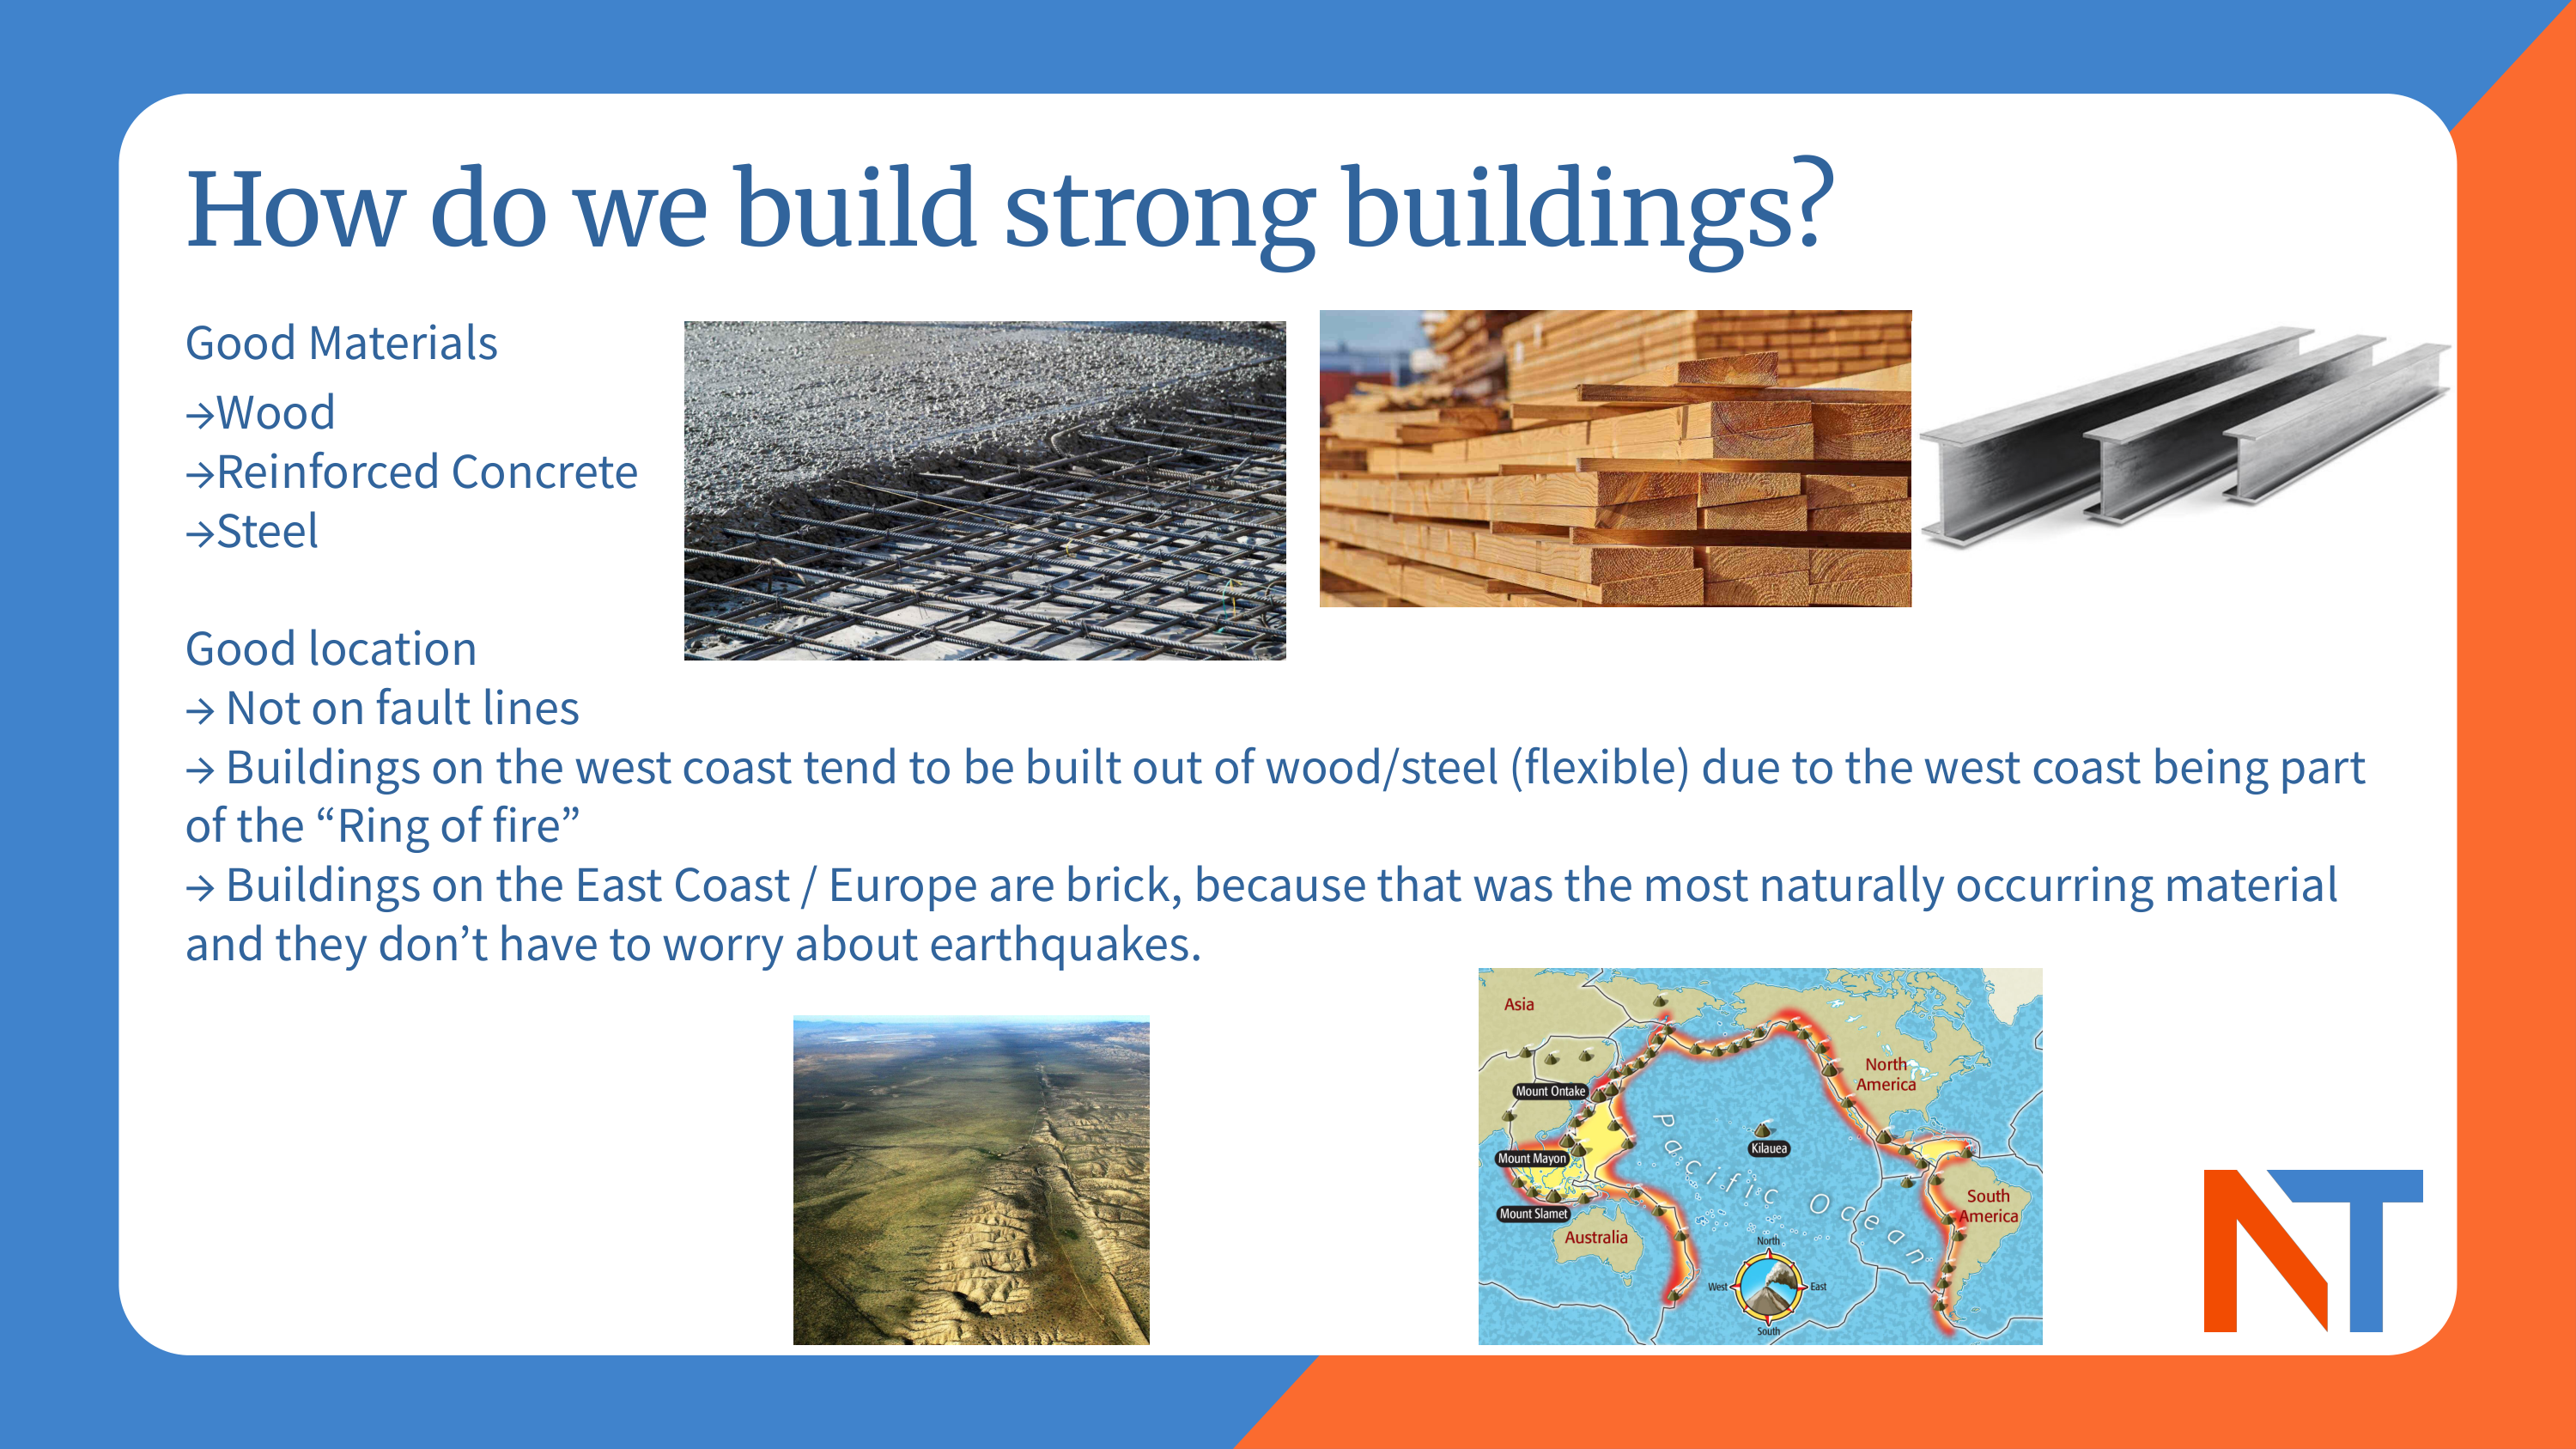 How do we build strong buildings?
Good Materials
→Wood
→Reinforced Concrete
→Steel
Good location
→ Not on fault lines
→ Buildings on the west coast tend to be built out of wood/steel (flexible) due to the west coast being part
of the “Ring of fire”
→ Buildings on the East Coast / Europe are brick, because that was the most naturally occurring material
and they don’t have to worry about earthquakes.
Asia
North
America
Mount Ontake
Pacific Ocean
Kilauea
Mount Mayon
Mount Slamet
South
America
Australia
North
West
East
South
NT